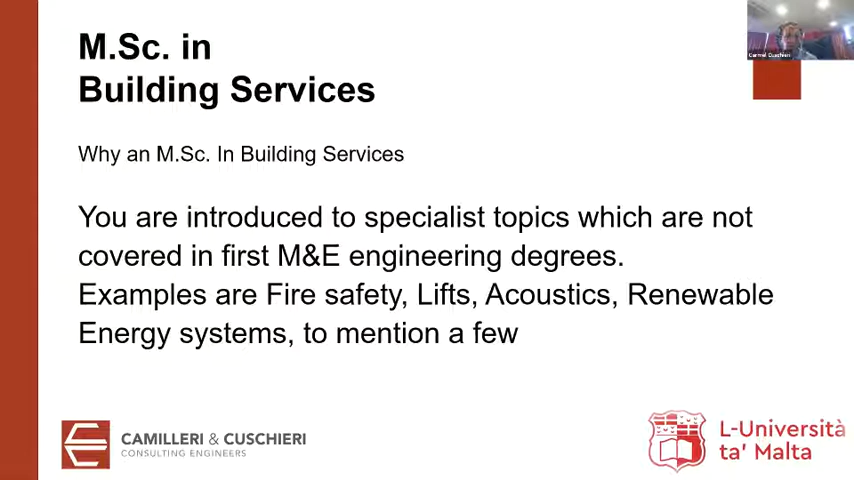 M.Sc. in
Building Services
Carmel Cuschieri
Why an M.Sc. In Building Services
You are introduced to specialist topics which are not
covered in first M&E engineering degrees.
Examples are Fire safety, Lifts, Acoustics, Renewable
Energy systems, to mention a few
CAMILLERI & CUSCHIERI
CONSULTING ENGINEERS
L-Università
ta' Malta